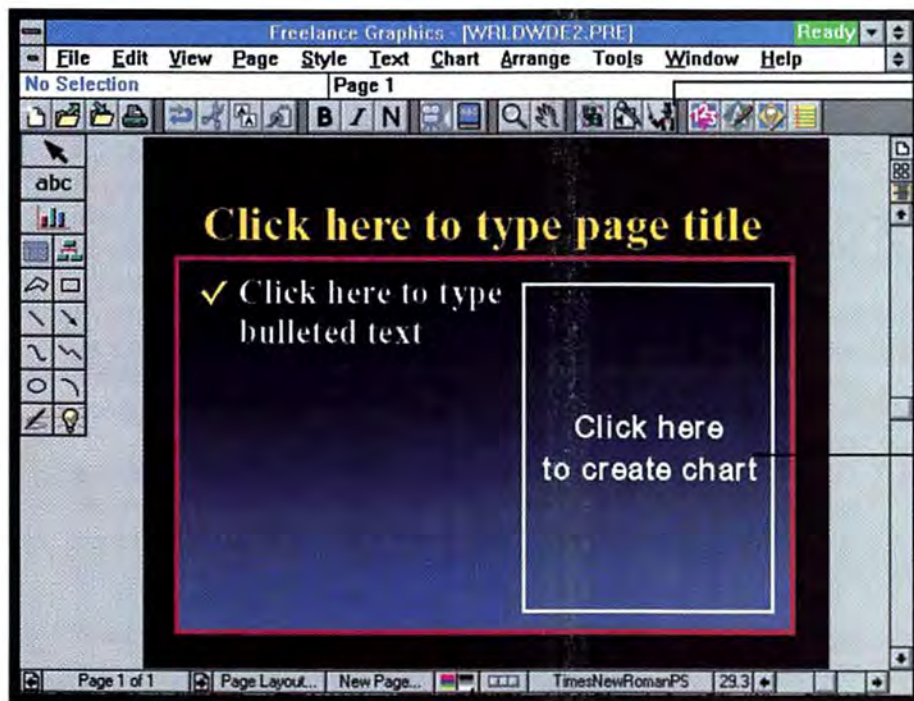 Freelance Graphics - [WRLDWDE2.PRE]
Ready
File Edit View Page Style Text Chart Arrange Tools Window Help
No Selection
Page 1
B I N
123
abc
Click here to type page title
✓ Click here to type
bulleted text
Click here
to create chart
Page 1 of 1
Page Layout...
New Page...
TimesNewRomanPS
29.3